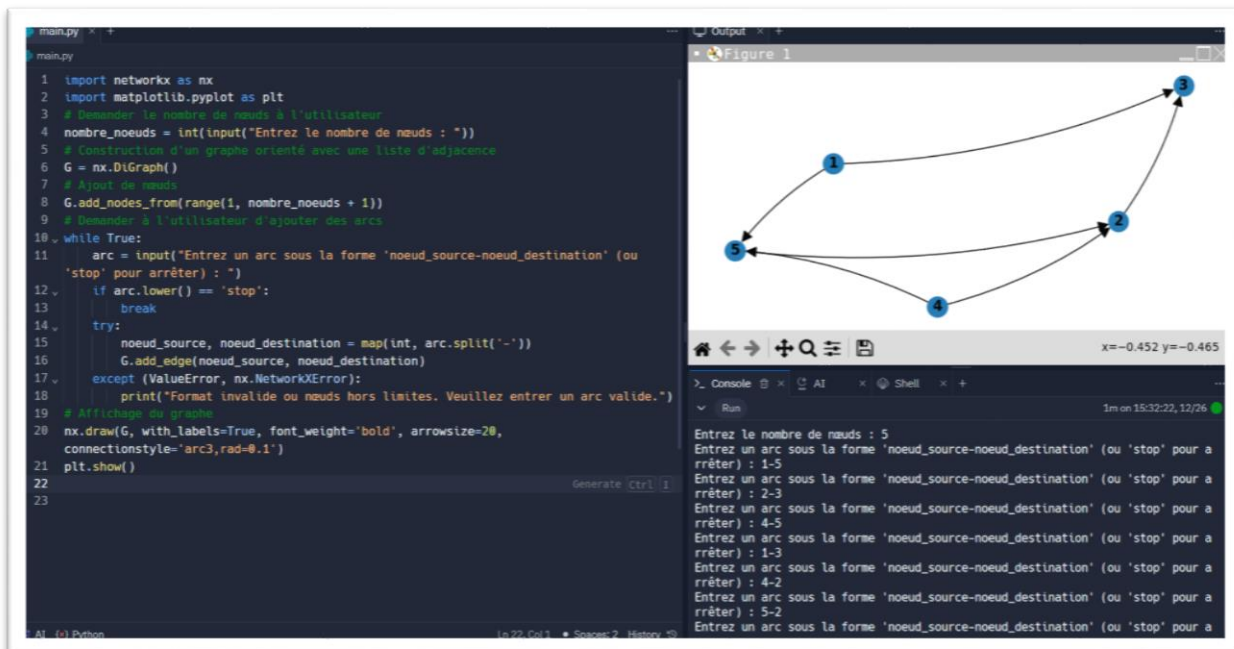 main.py × +
Output × +
main.py
Figure 1
1 import networkx as nx
2 import matplotlib.pyplot as plt
3 # Demander le nombre de nœuds à l'utilisateur
4 nombre_noeuds = int(input("Entrez le nombre de nœuds : "))
5 # Construction d'un graphe orienté avec une liste d'adjacence
6 G = nx.DiGraph()
7 # Ajout de nœuds
8 G.add_nodes_from(range(1, nombre_noeuds + 1))
9 # Demander à l'utilisateur d'ajouter des arcs
10 while True:
11 arc = input("Entrez un arc sous la forme 'noeud_source-noeud_destination' (ou
'stop' pour arrêter) : ")
12 if arc.lower() == 'stop':
13 break
14 try:
15 noeud_source, noeud_destination = map(int, arc.split('-'))
16 G.add_edge(noeud_source, noeud_destination)
17 except (ValueError, nx.NetworkXError):
18 print("Format invalide ou nœuds hors limites. Veuillez entrer un arc valide.")
19 # Affichage du graphe
20 nx.draw(G, with_labels=True, font_weight='bold', arrowsize=20,
connectionstyle='arc3,rad=0.1')
21 plt.show()
22 Generate Ctrl I
23
AI {•} Python
Ln 22, Col 1 • Spaces: 2 History
3
1
2
5
4
x=−0.452 y=−0.465
>_ Console × AI × Shell × +
Run
1m on 15:32:22, 12/26
Entrez le nombre de nœuds : 5
Entrez un arc sous la forme 'noeud_source-noeud_destination' (ou 'stop' pour a
rrêter) : 1-5
Entrez un arc sous la forme 'noeud_source-noeud_destination' (ou 'stop' pour a
rrêter) : 2-3
Entrez un arc sous la forme 'noeud_source-noeud_destination' (ou 'stop' pour a
rrêter) : 4-5
Entrez un arc sous la forme 'noeud_source-noeud_destination' (ou 'stop' pour a
rrêter) : 1-3
Entrez un arc sous la forme 'noeud_source-noeud_destination' (ou 'stop' pour a
rrêter) : 4-2
Entrez un arc sous la forme 'noeud_source-noeud_destination' (ou 'stop' pour a
rrêter) : 5-2
Entrez un arc sous la forme 'noeud_source-noeud_destination' (ou 'stop' pour a